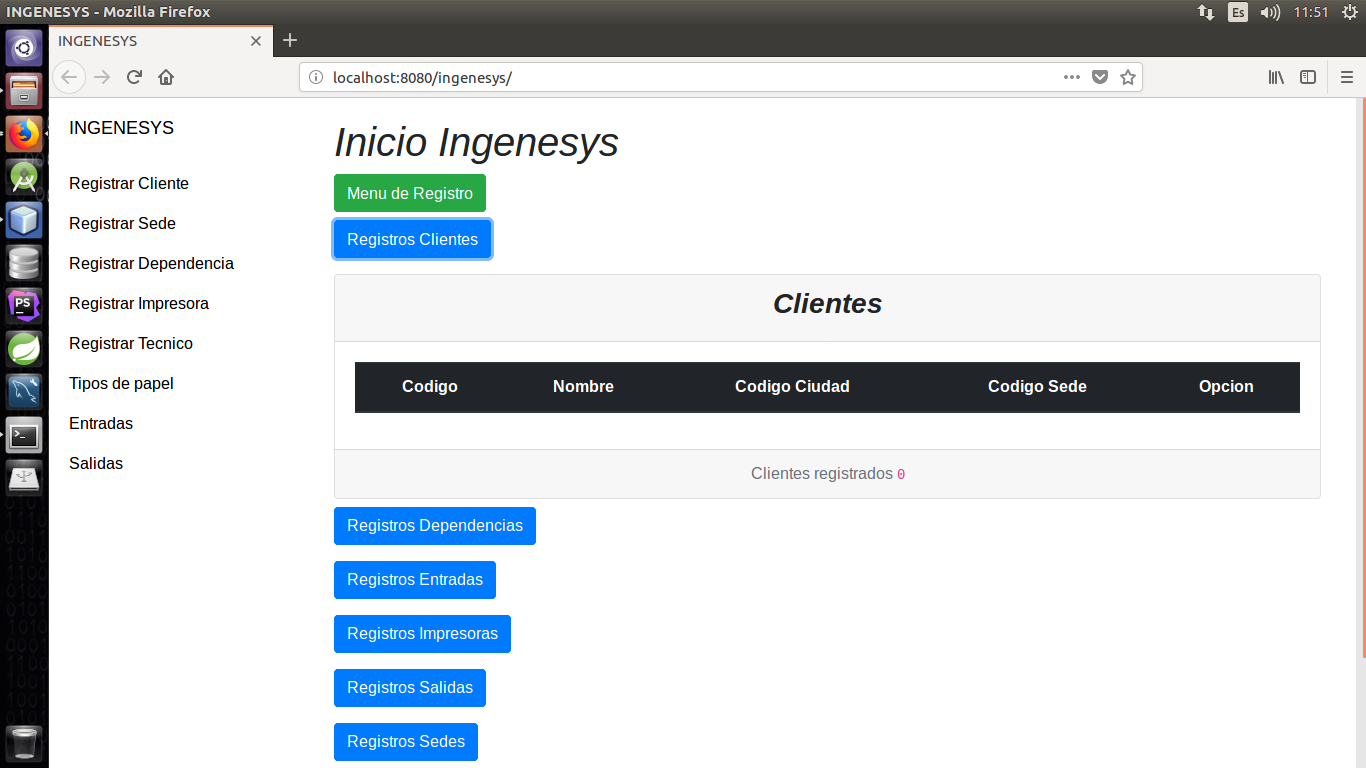 INGENESYS - Mozilla Firefox
Es
11:51
INGENESYS
localhost:8080/ingenesys/
INGENESYS
Registrar Cliente
Registrar Sede
Registrar Dependencia
Registrar Impresora
Registrar Tecnico
Tipos de papel
Entradas
Salidas
Inicio Ingenesys
Menu de Registro
Registros Clientes
Clientes
Codigo Nombre Codigo Ciudad Codigo Sede Opcion
Clientes registrados 0
Registros Dependencias
Registros Entradas
Registros Impresoras
Registros Salidas
Registros Sedes
PS